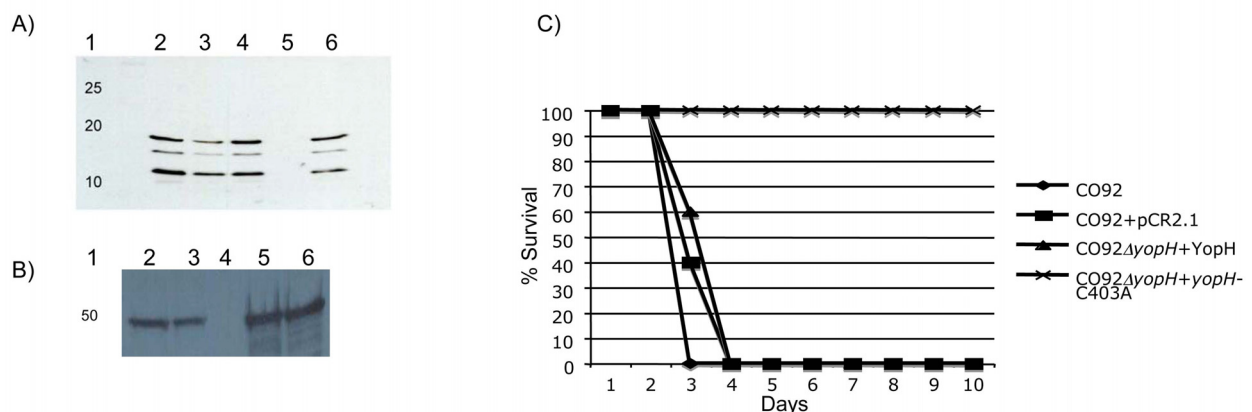 A)
1 2 3 4 5 6
25
20
10
B)
1 2 3 4 5 6
50
C)
100
90
80
70
60
50
40
30
20
10
0
% Survival
1 2 3 4 5 6 7 8 9 10
Days
CO92
CO92+pCR2.1
CO92ΔyopH+YopH
CO92ΔyopH+yopH-
C403A